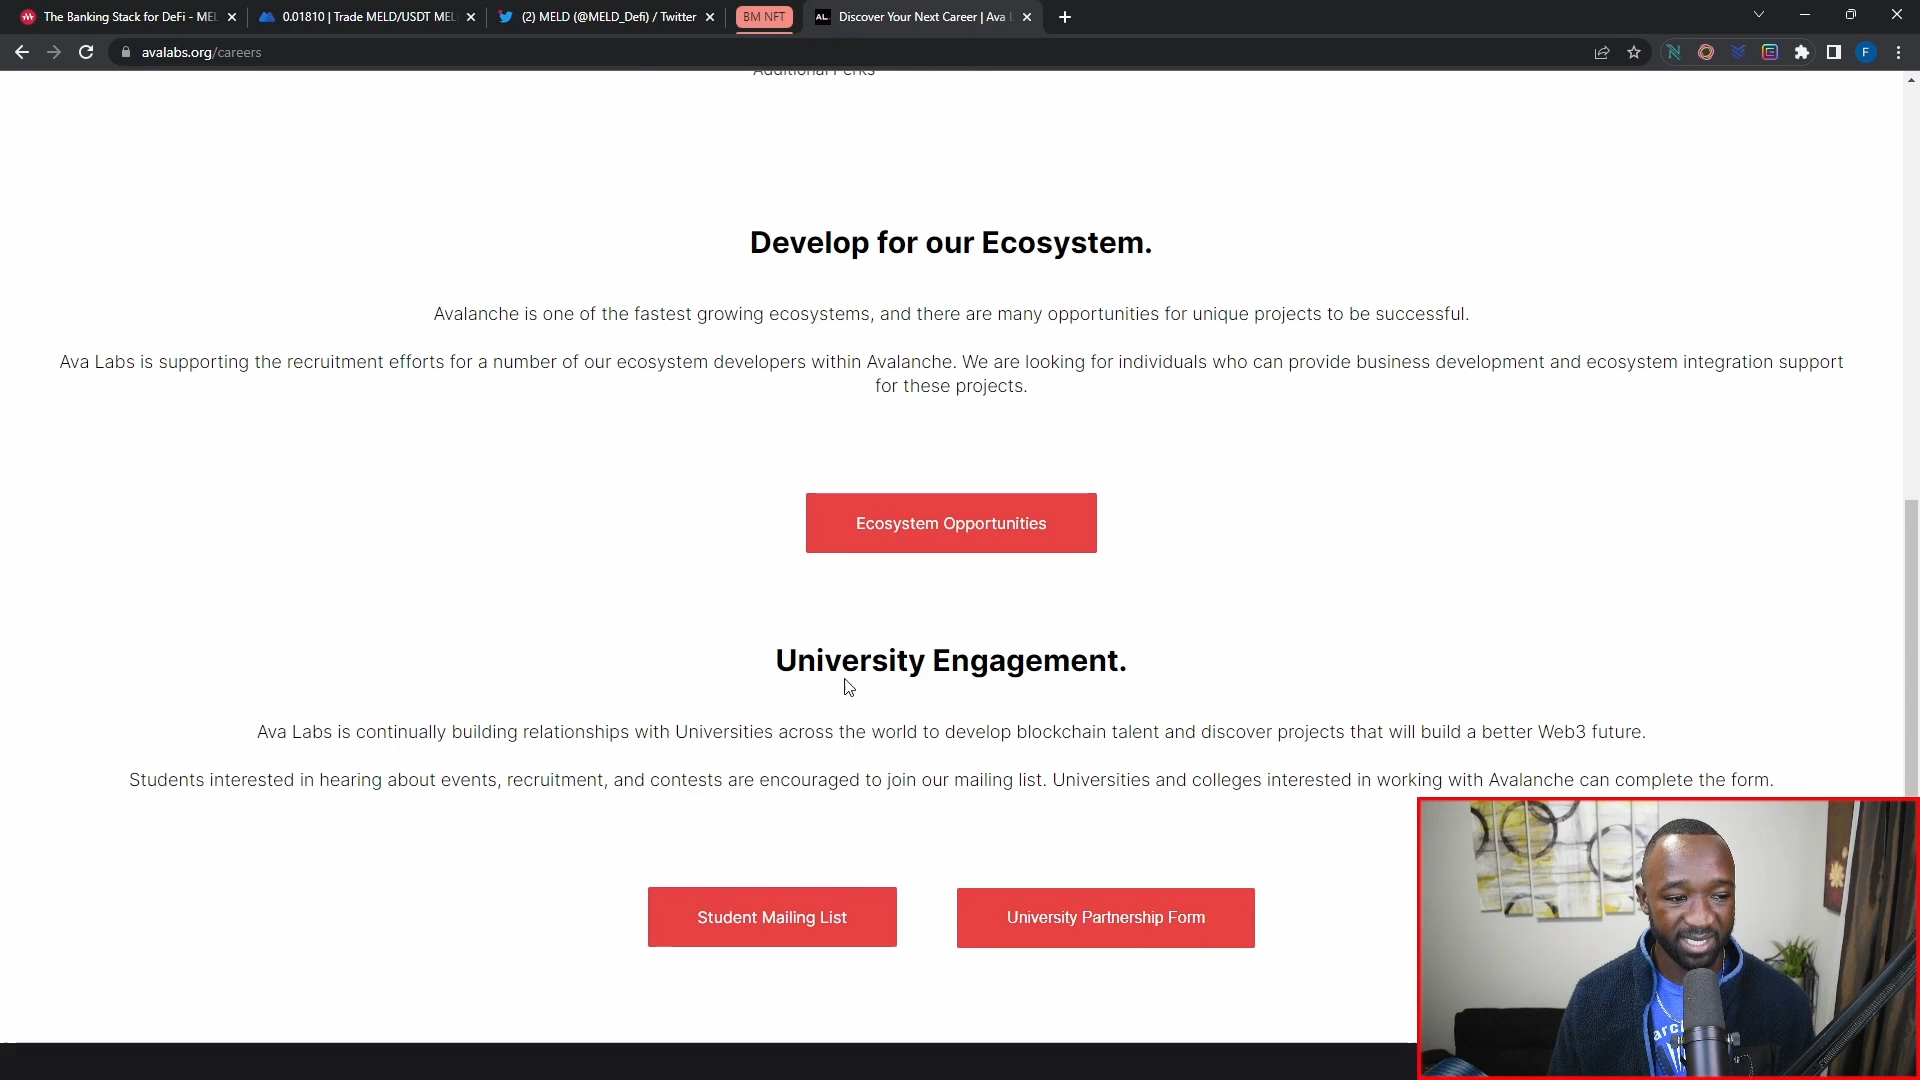 The Banking Stack for DeFi - MEL
0.01810 | Trade MELD/USDT MEL
(2) MELD (@MELD_Defi) / Twitter
BM NFT
AL.
Discover Your Next Career | Ava L
avalabs.org/careers
F
Additional Perks
Develop for our Ecosystem.
Avalanche is one of the fastest growing ecosystems, and there are many opportunities for unique projects to be successful.
Ava Labs is supporting the recruitment efforts for a number of our ecosystem developers within Avalanche. We are looking for individuals who can provide business development and ecosystem integration support
for these projects.
Ecosystem Opportunities
University Engagement.
Ava Labs is continually building relationships with Universities across the world to develop blockchain talent and discover projects that will build a better Web3 future.
Students interested in hearing about events, recruitment, and contests are encouraged to join our mailing list. Universities and colleges interested in working with Avalanche can complete the form.
Student Mailing List
University Partnership Form